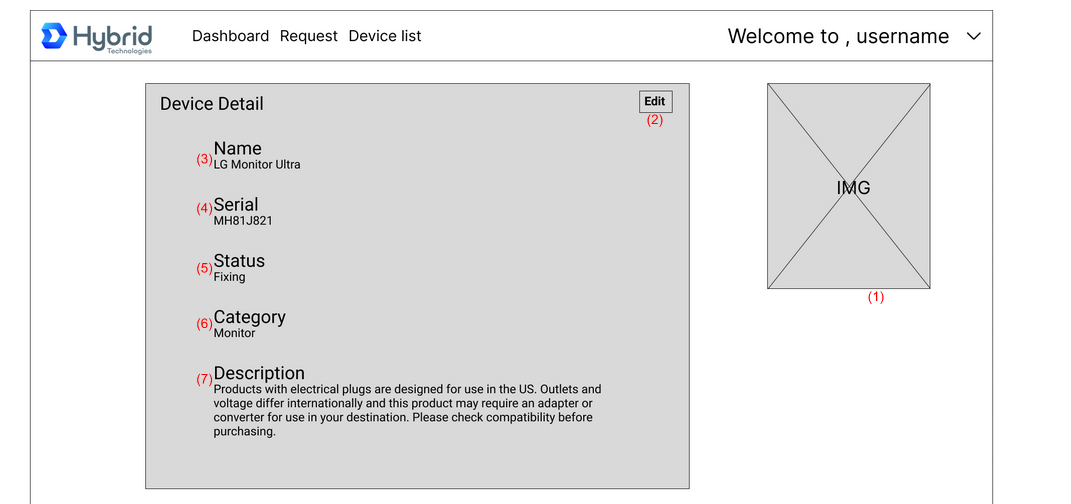 Hybrid
Technologies
Dashboard Request Device list
Welcome to , username
Device Detail
Edit
(2)
(3) Name
LG Monitor Ultra
(4) Serial
MH81J821
(5) Status
Fixing
(6) Category
Monitor
(7) Description
Products with electrical plugs are designed for use in the US. Outlets and
voltage differ internationally and this product may require an adapter or
converter for use in your destination. Please check compatibility before
purchasing.
IMG
(1)